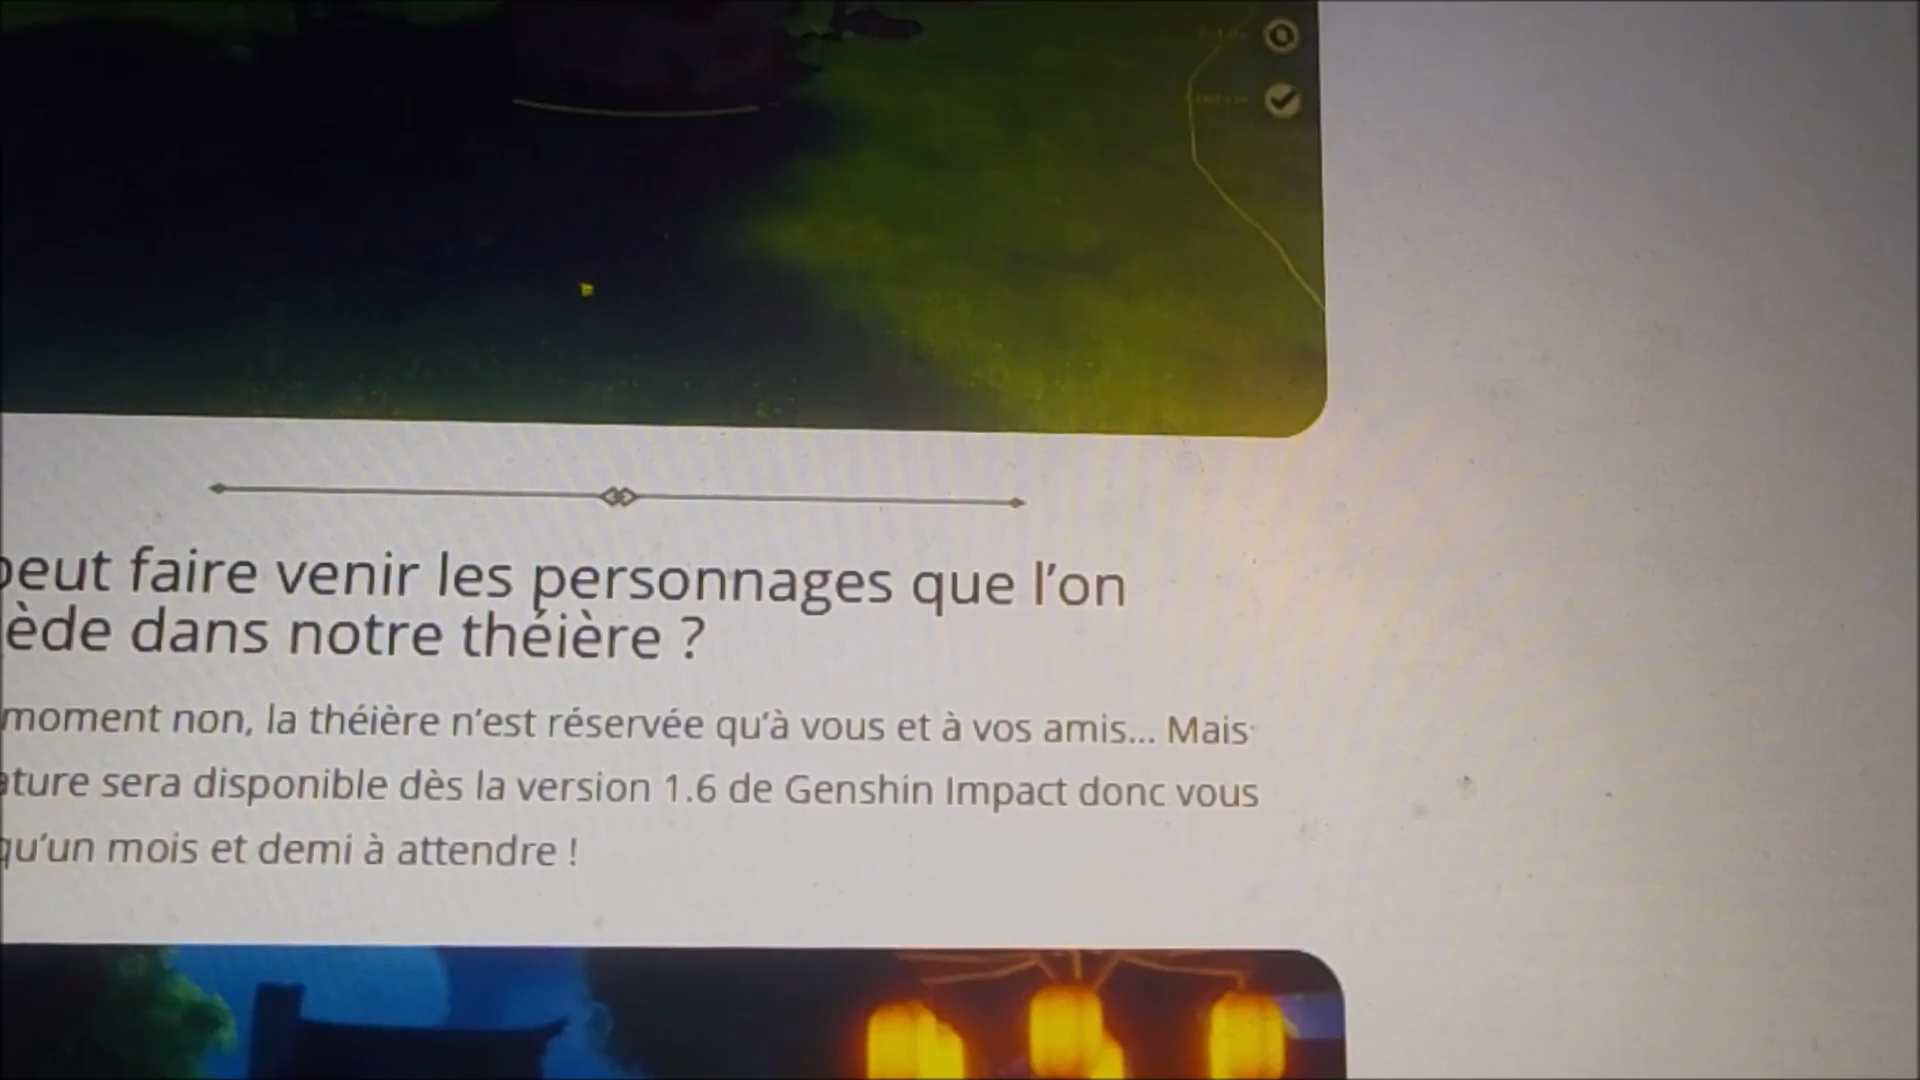 peut faire venir les personnages que l’on
ède dans notre théière ?
moment non, la théière n’est réservée qu’à vous et à vos amis... Mais
ature sera disponible dès la version 1.6 de Genshin Impact donc vous
qu’un mois et demi à attendre !